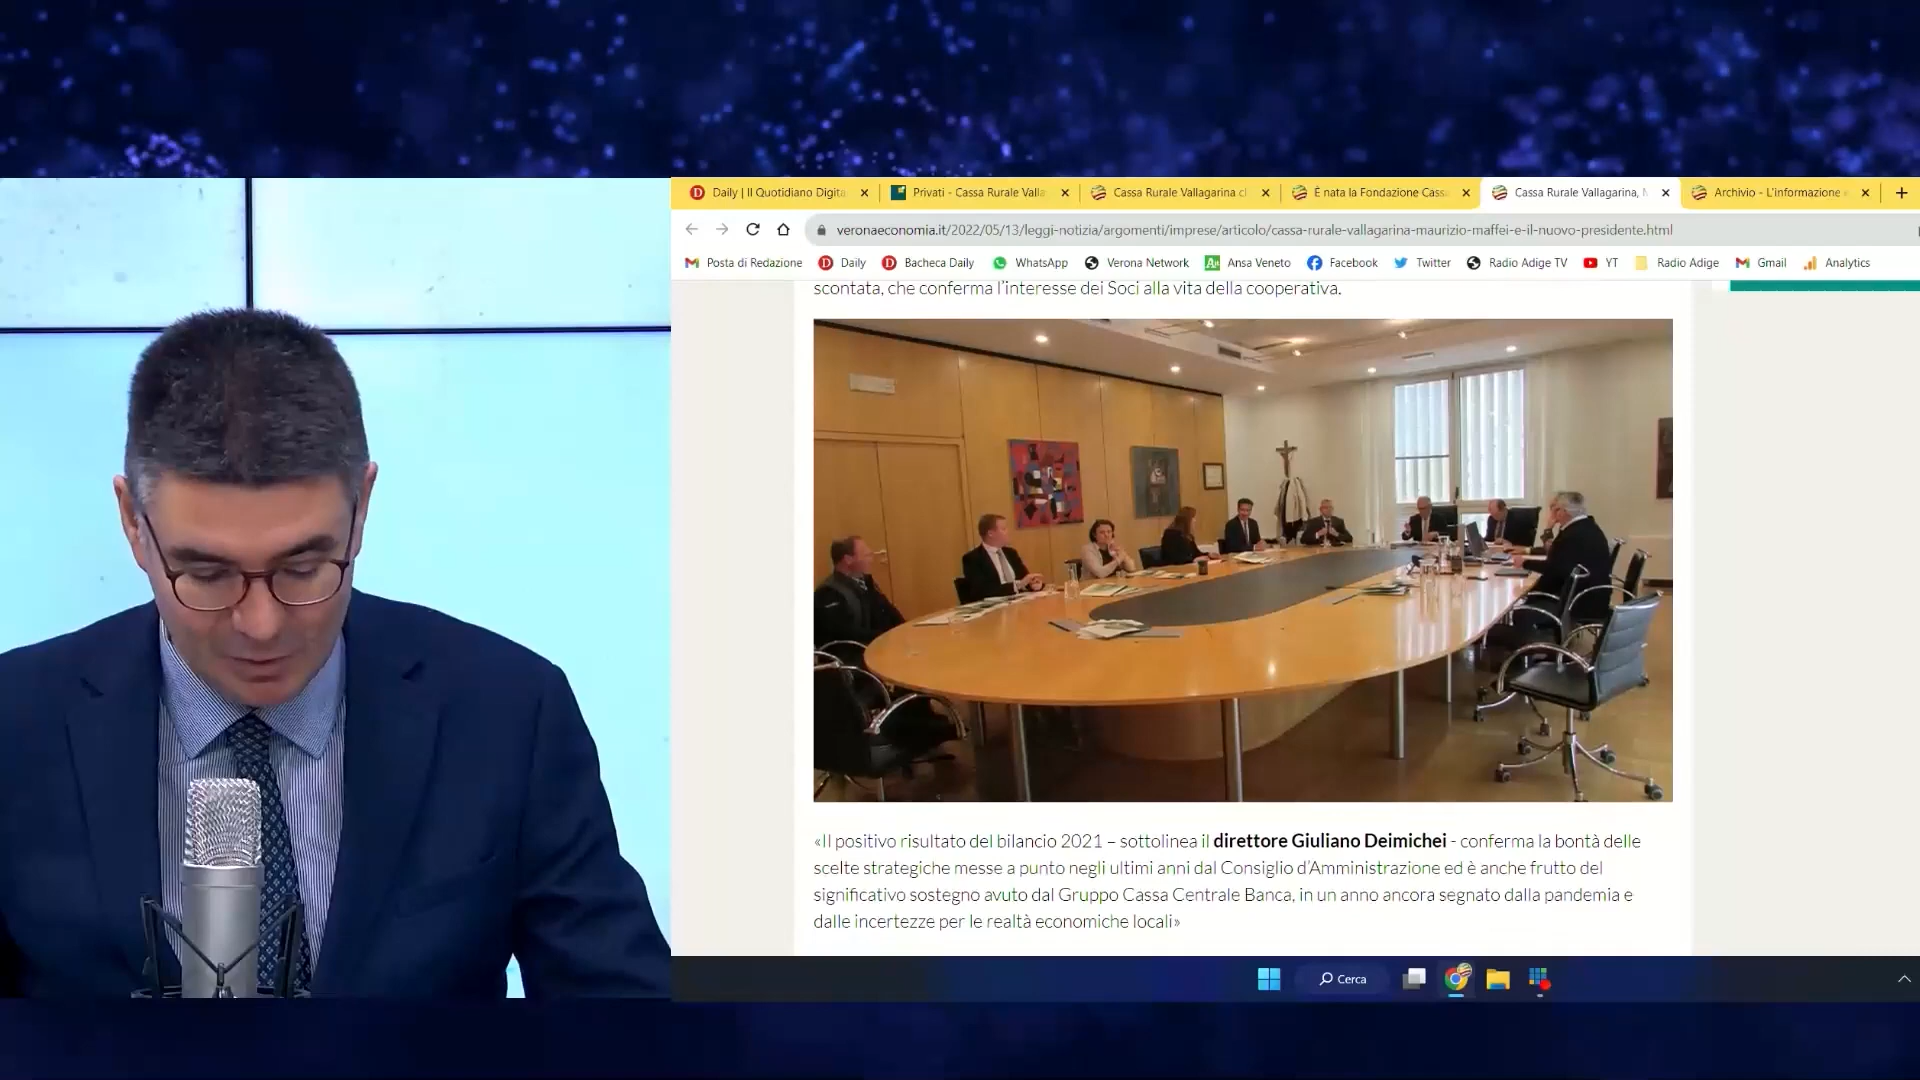 Daily | Il Quotidiano Digita
Privati - Cassa Rurale Valla
Cassa Rurale Vallagarina cl
È nata la Fondazione Cass
Cassa Rurale Vallagarina, M
Archivio - L'informazione e
veronaeconomia.it/2022/05/13/leggi-notizia/argomenti/imprese/articolo/cassa-rurale-vallagarina-maurizio-maffei-e-il-nuovo-presidente.html
Posta di Redazione Daily Bacheca Daily WhatsApp Verona Network Ansa Veneto Facebook Twitter Radio Adige TV YT Radio Adige Gmail Analytics
scontata, che conferma l'interesse dei Soci alla vita della cooperativa.
«Il positivo risultato del bilancio 2021 – sottolinea il direttore Giuliano Deimichei - conferma la bontà delle
scelte strategiche messe a punto negli ultimi anni dal Consiglio d'Amministrazione ed è anche frutto del
significativo sostegno avuto dal Gruppo Cassa Centrale Banca, in un anno ancora segnato dalla pandemia e
dalle incertezze per le realtà economiche locali»
Cerca